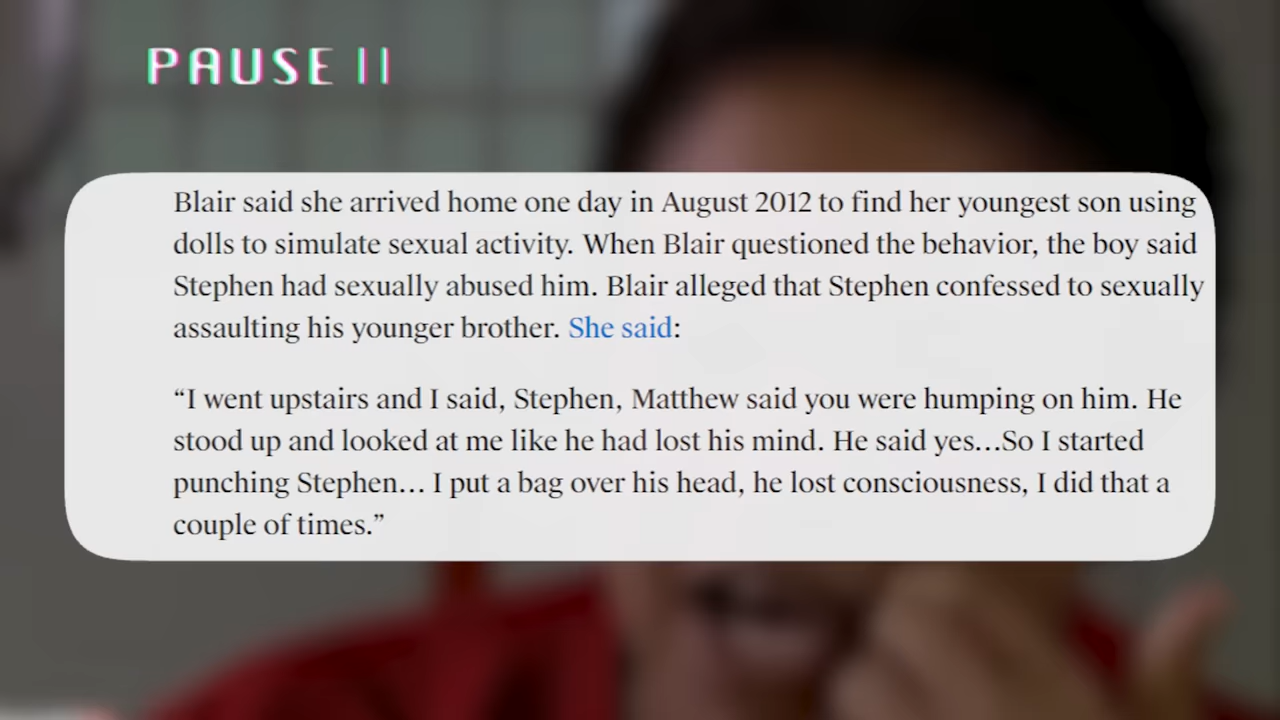 PAUSE II
Blair said she arrived home one day in August 2012 to find her youngest son using
dolls to simulate sexual activity. When Blair questioned the behavior, the boy said
Stephen had sexually abused him. Blair alleged that Stephen confessed to sexually
assaulting his younger brother. She said:
“I went upstairs and I said, Stephen, Matthew said you were humping on him. He
stood up and looked at me like he had lost his mind. He said yes…So I started
punching Stephen… I put a bag over his head, he lost consciousness, I did that a
couple of times.”